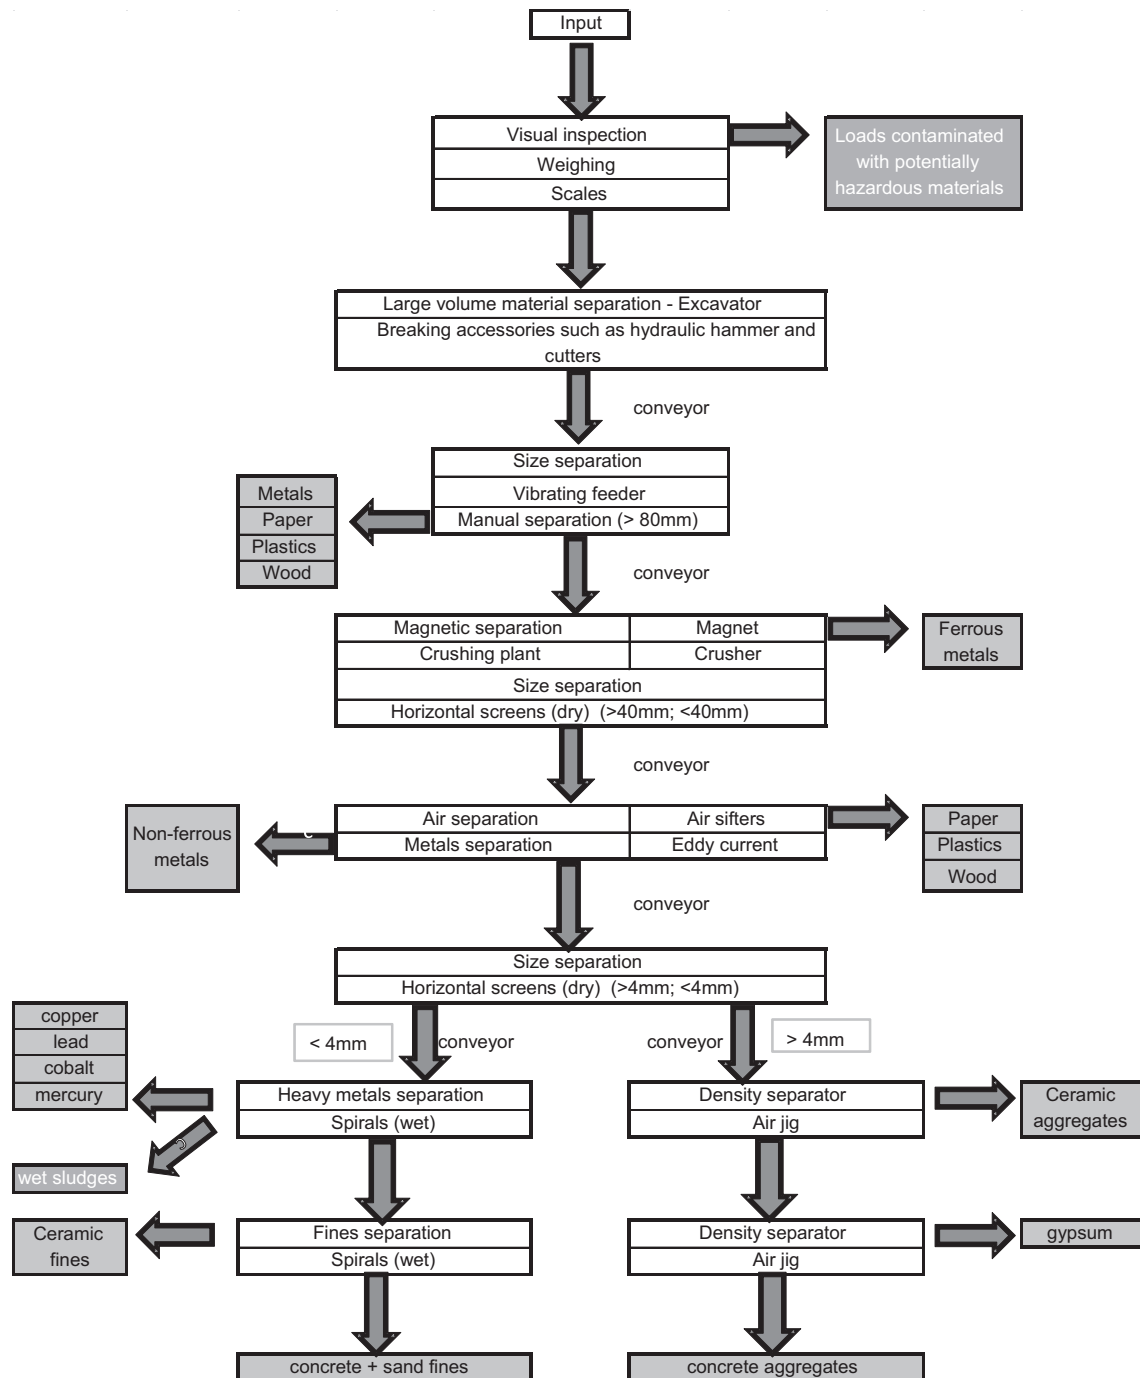 Input
Visual inspection
Weighing
Scales
Loads contaminated
with potentially
hazardous materials
Large volume material separation - Excavator
Breaking accessories such as hydraulic hammer and
cutters
conveyor
Size separation
Vibrating feeder
Manual separation (> 80mm)
Metals
Paper
Plastics
Wood
conveyor
Magnetic separation
Magnet
Crushing plant
Crusher
Size separation
Horizontal screens (dry) (>40mm; <40mm)
Ferrous
metals
conveyor
Air separation
Air sifters
Metals separation
Eddy current
Non-ferrous
metals
Paper
Plastics
Wood
conveyor
Size separation
Horizontal screens (dry) (>4mm; <4mm)
< 4mm
conveyor
conveyor
> 4mm
copper
lead
cobalt
mercury
Heavy metals separation
Spirals (wet)
Density separator
Air jig
Ceramic
aggregates
wet sludges
Ceramic
fines
Fines separation
Spirals (wet)
Density separator
Air jig
gypsum
concrete + sand fines
concrete aggregates